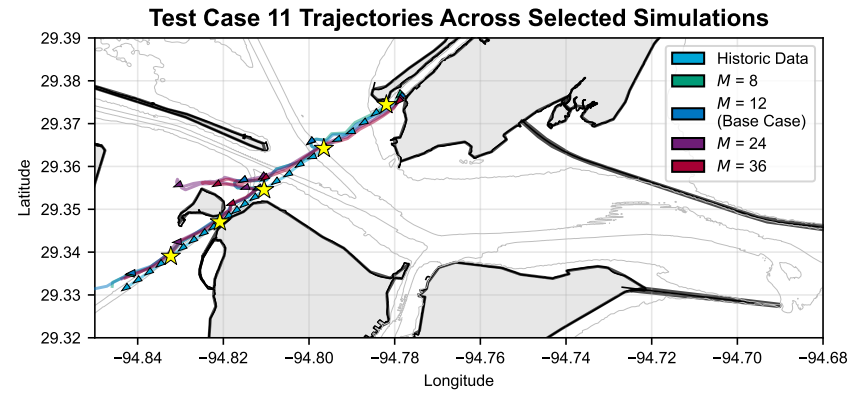 Test Case 11 Trajectories Across Selected Simulations
29.39
29.38
29.37
29.36
29.35
29.34
29.33
29.32
Latitude
Historic Data
M = 8
M = 12
(Base Case)
M = 24
M = 36
−94.84
−94.82
−94.80
−94.78
−94.76
−94.74
−94.72
−94.70
−94.68
Longitude